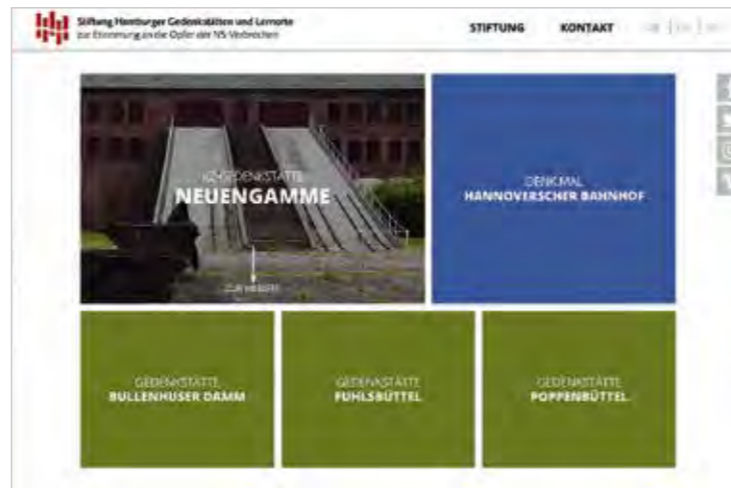 Stiftung Hamburger Gedenkstätten und Lernorte
zur Erinnerung an die Opfer der NS-Verbrechen
STIFTUNG KONTAKT
KZ-GEDENKSTÄTTE
NEUENGAMME
DENKMAL
HANNOVERSCHER BAHNHOF
GEDENKSTÄTTE
BULLENHUSER DAMM
GEDENKSTÄTTE
FUHLSBÜTTEL
GEDENKSTÄTTE
POPPENBÜTTEL